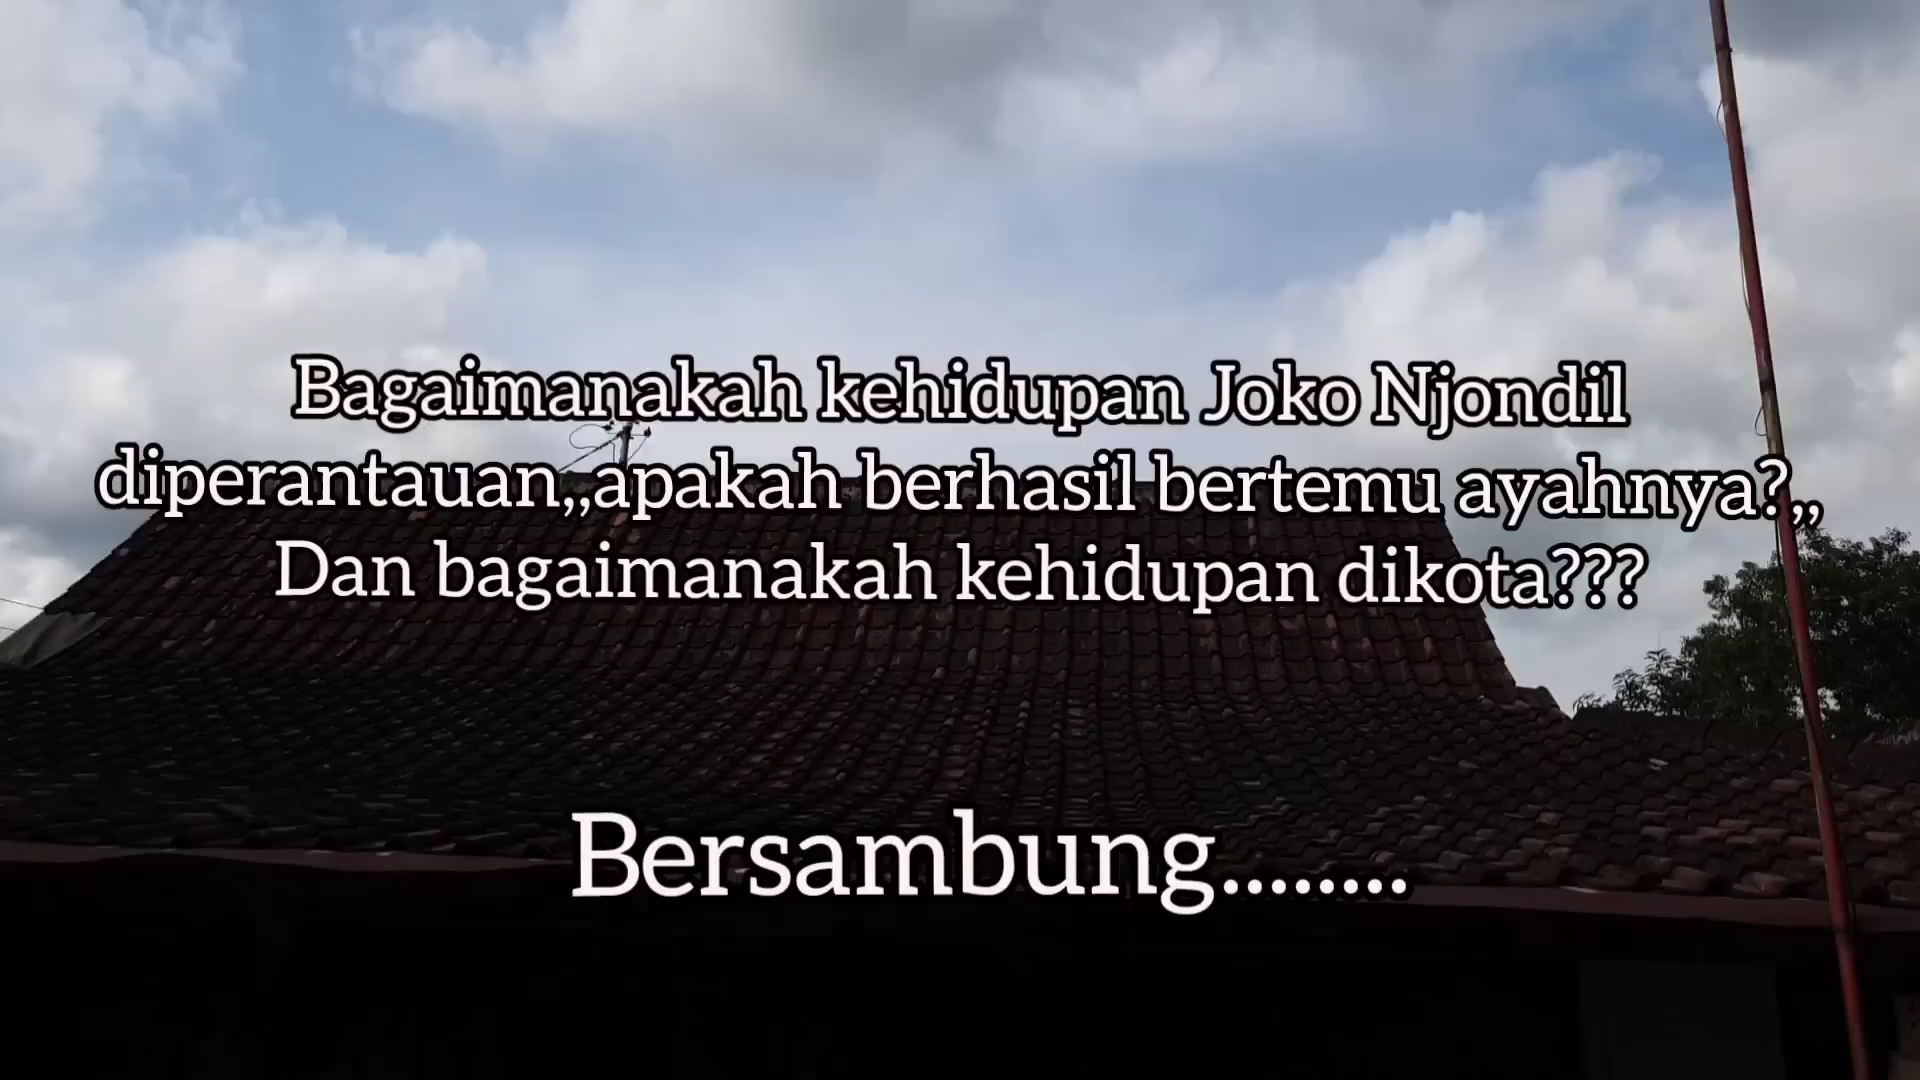 Bagaimanakah kehidupan Joko Njondil
diperantauan,,apakah berhasil bertemu ayahnya?,,
Dan bagaimanakah kehidupan dikota???
Bersambung........